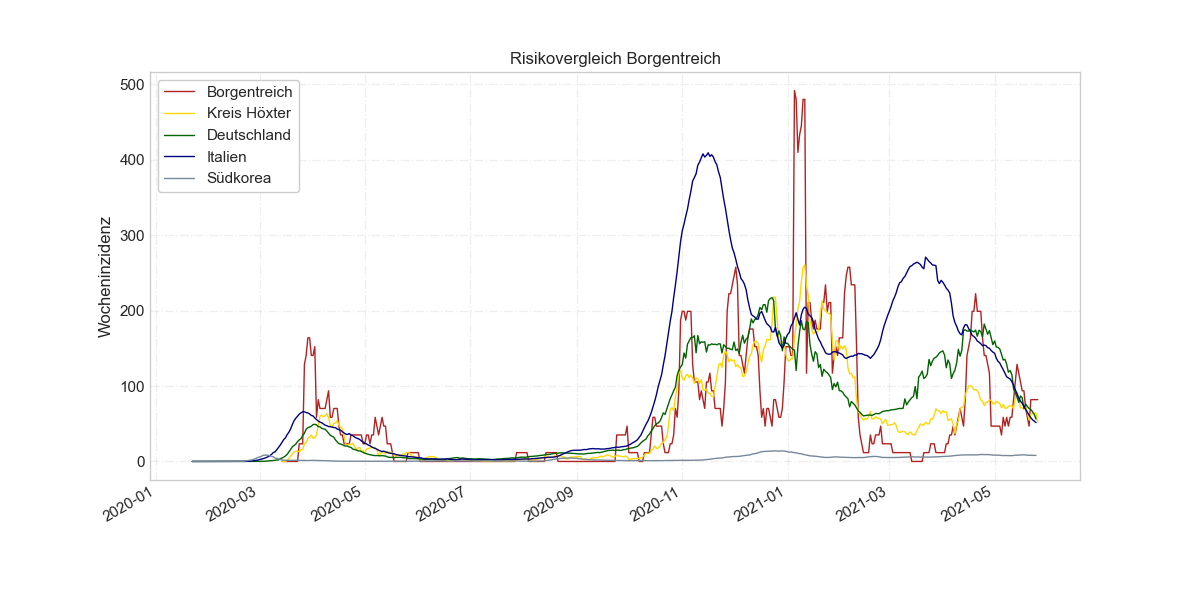 Risikovergleich Borgentreich
Wocheninzidenz
500
400
300
200
100
0
Borgentreich
Kreis Höxter
Deutschland
Italien
Südkorea
2020-01
2020-03
2020-05
2020-07
2020-09
2020-11
2021-01
2021-03
2021-05